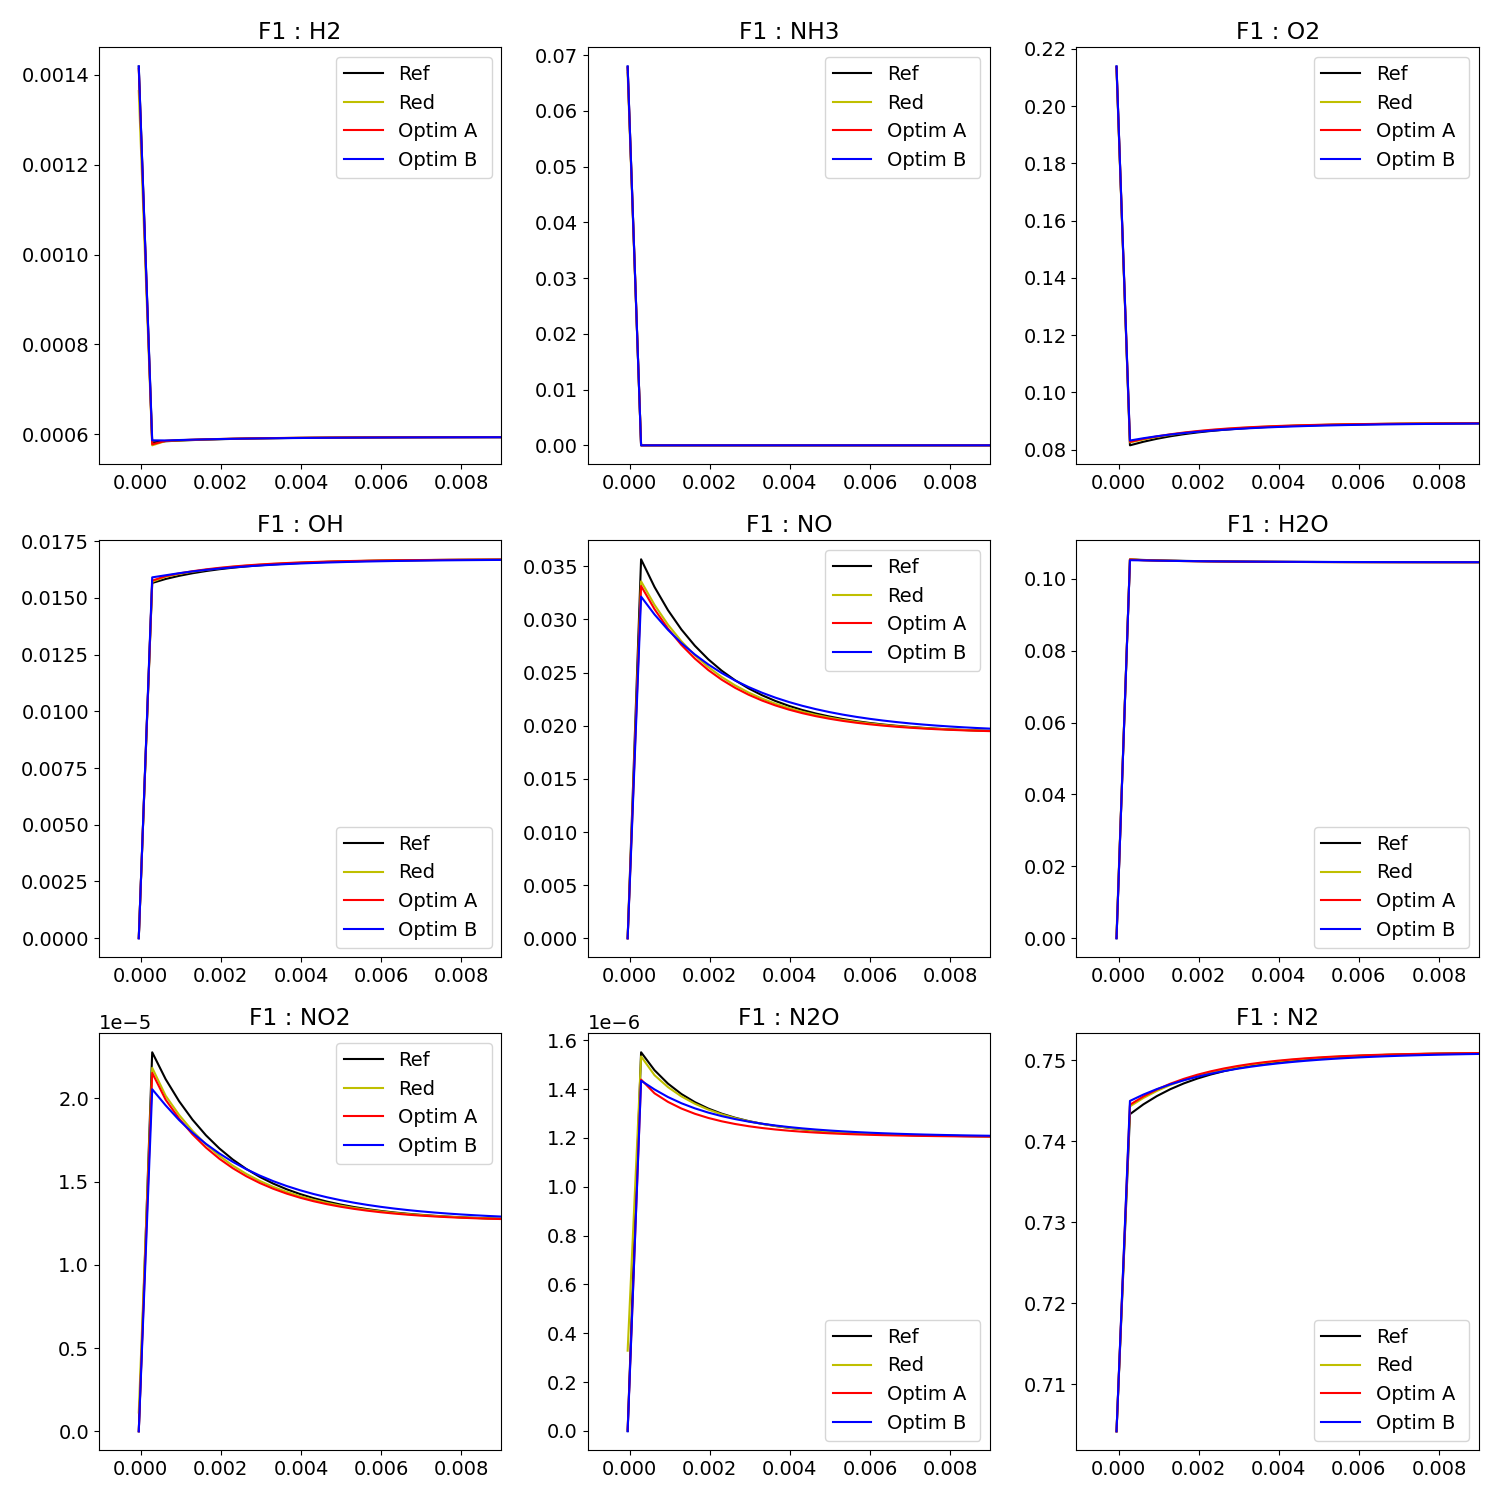 F1 : H2
0.0014
0.0012
0.0010
0.0008
0.0006
0.000 0.002 0.004 0.006 0.008
Ref
Red
Optim A
Optim B
F1 : NH3
0.07
0.06
0.05
0.04
0.03
0.02
0.01
0.00
0.000 0.002 0.004 0.006 0.008
Ref
Red
Optim A
Optim B
F1 : O2
0.22
0.20
0.18
0.16
0.14
0.12
0.10
0.08
0.000 0.002 0.004 0.006 0.008
Ref
Red
Optim A
Optim B
F1 : OH
0.0175
0.0150
0.0125
0.0100
0.0075
0.0050
0.0025
0.0000
0.000 0.002 0.004 0.006 0.008
Ref
Red
Optim A
Optim B
F1 : NO
0.035
0.030
0.025
0.020
0.015
0.010
0.005
0.000
0.000 0.002 0.004 0.006 0.008
Ref
Red
Optim A
Optim B
F1 : H2O
0.10
0.08
0.06
0.04
0.02
0.00
0.000 0.002 0.004 0.006 0.008
Ref
Red
Optim A
Optim B
F1 : NO2
1e−5
2.0
1.5
1.0
0.5
0.0
0.000 0.002 0.004 0.006 0.008
Ref
Red
Optim A
Optim B
F1 : N2O
1e−6
1.6
1.4
1.2
1.0
0.8
0.6
0.4
0.2
0.0
0.000 0.002 0.004 0.006 0.008
Ref
Red
Optim A
Optim B
F1 : N2
0.75
0.74
0.73
0.72
0.71
0.000 0.002 0.004 0.006 0.008
Ref
Red
Optim A
Optim B